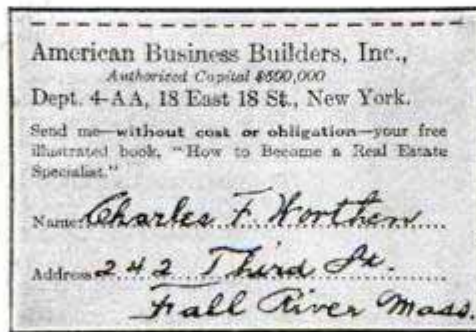 American Business Builders, Inc.,
Authorized Capital $500,000
Dept. 4-AA, 18 East 18 St., New York.
Send me—without cost or obligation—your free
illustrated book, "How to Become a Real Estate
Specialist."
Name Charles F. Worthen
Address 242 Third St.
Fall River Mass.